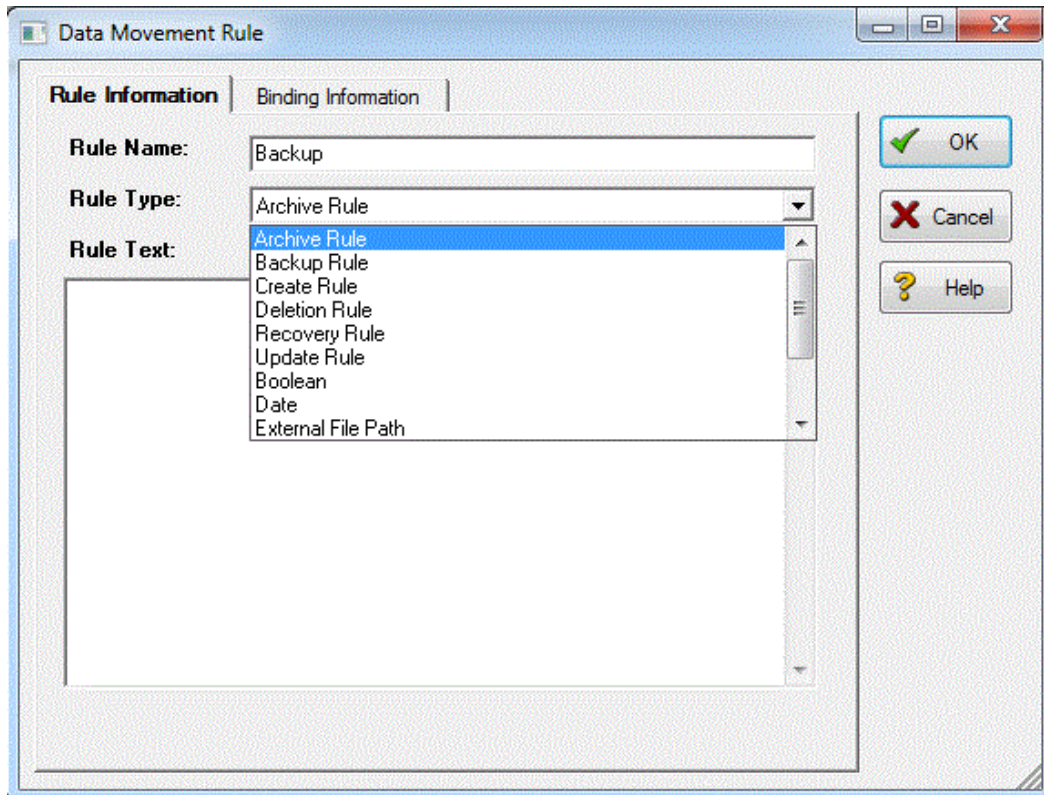 Data Movement Rule
Rule Information
Binding Information
Rule Name:
Backup
Rule Type:
Archive Rule
Rule Text:
Archive Rule
Backup Rule
Create Rule
Deletion Rule
Recovery Rule
Update Rule
Boolean
Date
External File Path
OK
Cancel
Help